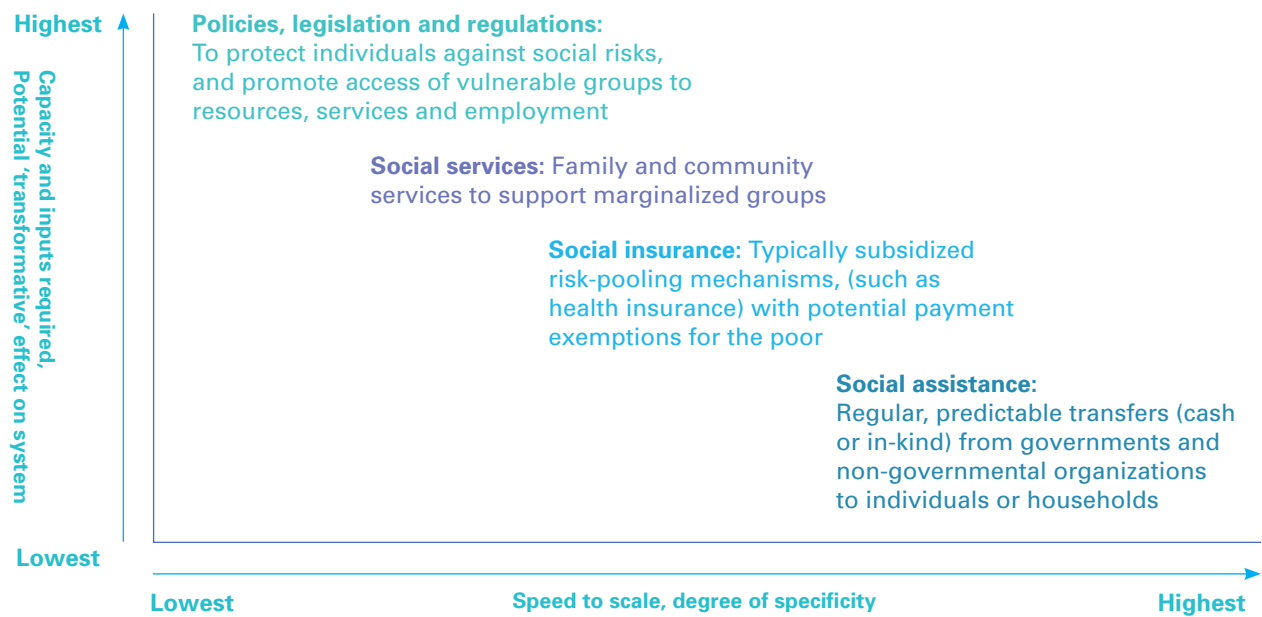 Highest
Capacity and inputs required,
Potential ‘transformative’ effect on system
Policies, legislation and regulations:
To protect individuals against social risks,
and promote access of vulnerable groups to
resources, services and employment
Social services: Family and community
services to support marginalized groups
Social insurance: Typically subsidized
risk-pooling mechanisms, (such as
health insurance) with potential payment
exemptions for the poor
Social assistance:
Regular, predictable transfers (cash
or in-kind) from governments and
non-governmental organizations
to individuals or households
Lowest
Lowest
Speed to scale, degree of specificity
Highest